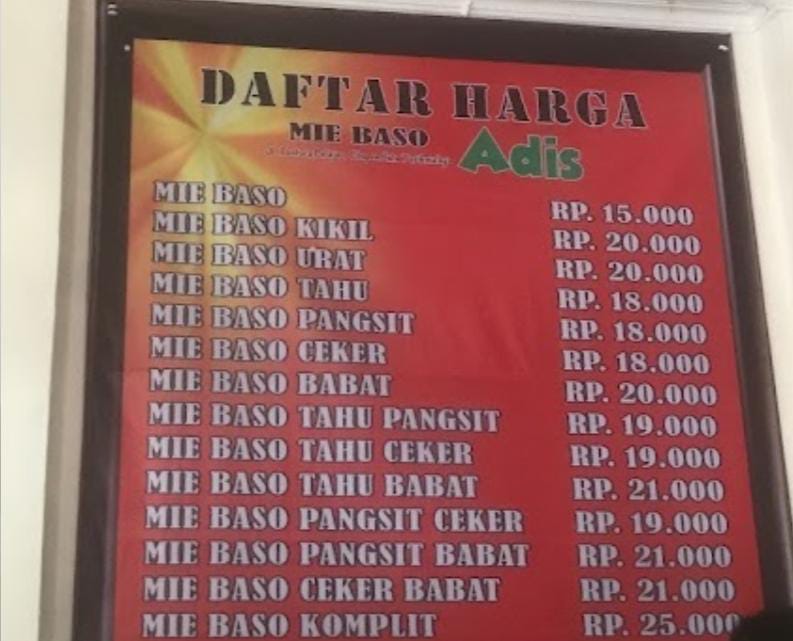 DAFTAR HARGA
MIE BASO Adis
MIE BASO RP. 15.000
MIE BASO KIKIL RP. 20.000
MIE BASO URAT RP. 20.000
MIE BASO TAHU RP. 18.000
MIE BASO PANGSIT RP. 18.000
MIE BASO CEKER RP. 18.000
MIE BASO BABAT RP. 20.000
MIE BASO TAHU PANGSIT RP. 19.000
MIE BASO TAHU CEKER RP. 19.000
MIE BASO TAHU BABAT RP. 21.000
MIE BASO PANGSIT CEKER RP. 19.000
MIE BASO PANGSIT BABAT RP. 21.000
MIE BASO CEKER BABAT RP. 21.000
MIE BASO KOMPLIT RP. 25.000